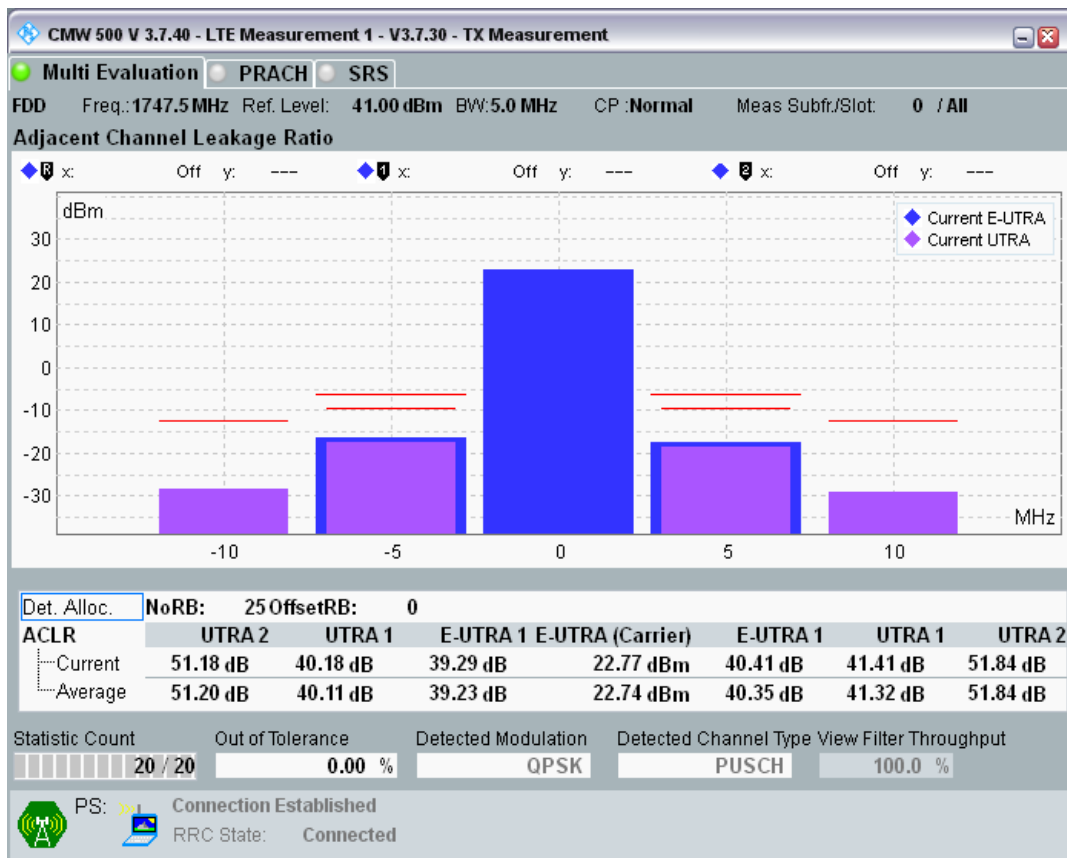 CMW 500 V 3.7.40 - LTE Measurement 1 - V3.7.30 - TX Measurement
Multi Evaluation PRACH SRS
FDD Freq.:1747.5 MHz Ref. Level: 41.00 dBm BW:5.0 MHz CP :Normal Meas Subfr./Slot: 0 / All
Adjacent Channel Leakage Ratio
R x: Off y: --- 1 x: Off y: --- 2 x: Off y: ---
dBm
Current E-UTRA
Current UTRA
30
20
10
0
-10
-20
-30
MHz
-10 -5 0 5 10
Det. Alloc. NoRB: 25 OffsetRB: 0
ACLR UTRA 2 UTRA 1 E-UTRA 1 E-UTRA (Carrier) E-UTRA 1 UTRA 1 UTRA 2
Current 51.18 dB 40.18 dB 39.29 dB 22.77 dBm 40.41 dB 41.41 dB 51.84 dB
Average 51.20 dB 40.11 dB 39.23 dB 22.74 dBm 40.35 dB 41.32 dB 51.84 dB
Statistic Count Out of Tolerance Detected Modulation Detected Channel Type View Filter Throughput
20 / 20 0.00 % QPSK PUSCH 100.0 %
PS: Connection Established
RRC State: Connected